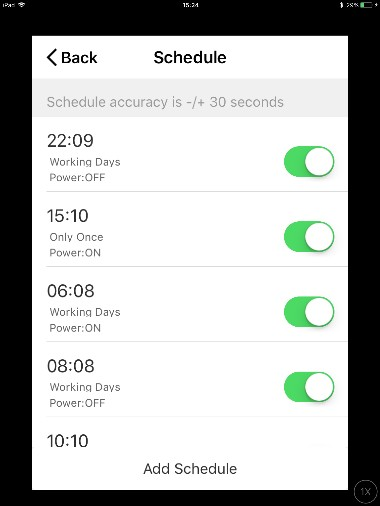 iPad 15:24 29%
Back Schedule
Schedule accuracy is -/+ 30 seconds
22:09
Working Days
Power:OFF
15:10
Only Once
Power:ON
06:08
Working Days
Power:ON
08:08
Working Days
Power:OFF
10:10
Add Schedule
1X